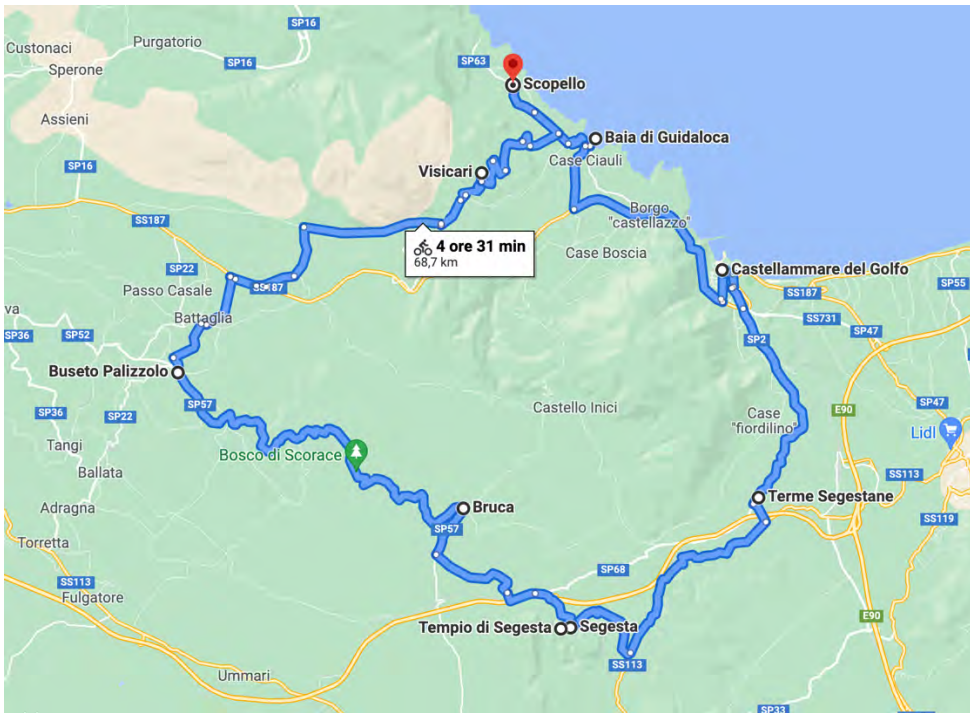 SP16
Custonaci
Purgatorio
SP16
SP63
Sperone
Scopello
Assieni
Baia di Guidaloca
Case Ciauli
SP16
Visicari
Borgo
"castellazzo"
SS187
4 ore 31 min
68,7 km
Case Boscia
SP22
Castellammare del Golfo
Passo Casale
SS187
SS187
SP55
va
Battaglia
SS731
SP47
SP52
SP2
SP36
Buseto Palizzolo
SP57
Castello Inici
E90
SP47
SP36
SP22
Case
"fiordilino"
Lidl
Tangi
Bosco di Scorace
SS113
Ballata
Terme Segestane
Adragna
Bruca
SS119
SP57
Torretta
SP68
SS113
Fulgatore
E90
Tempio di Segesta
Segesta
SS113
Ummari
SP33